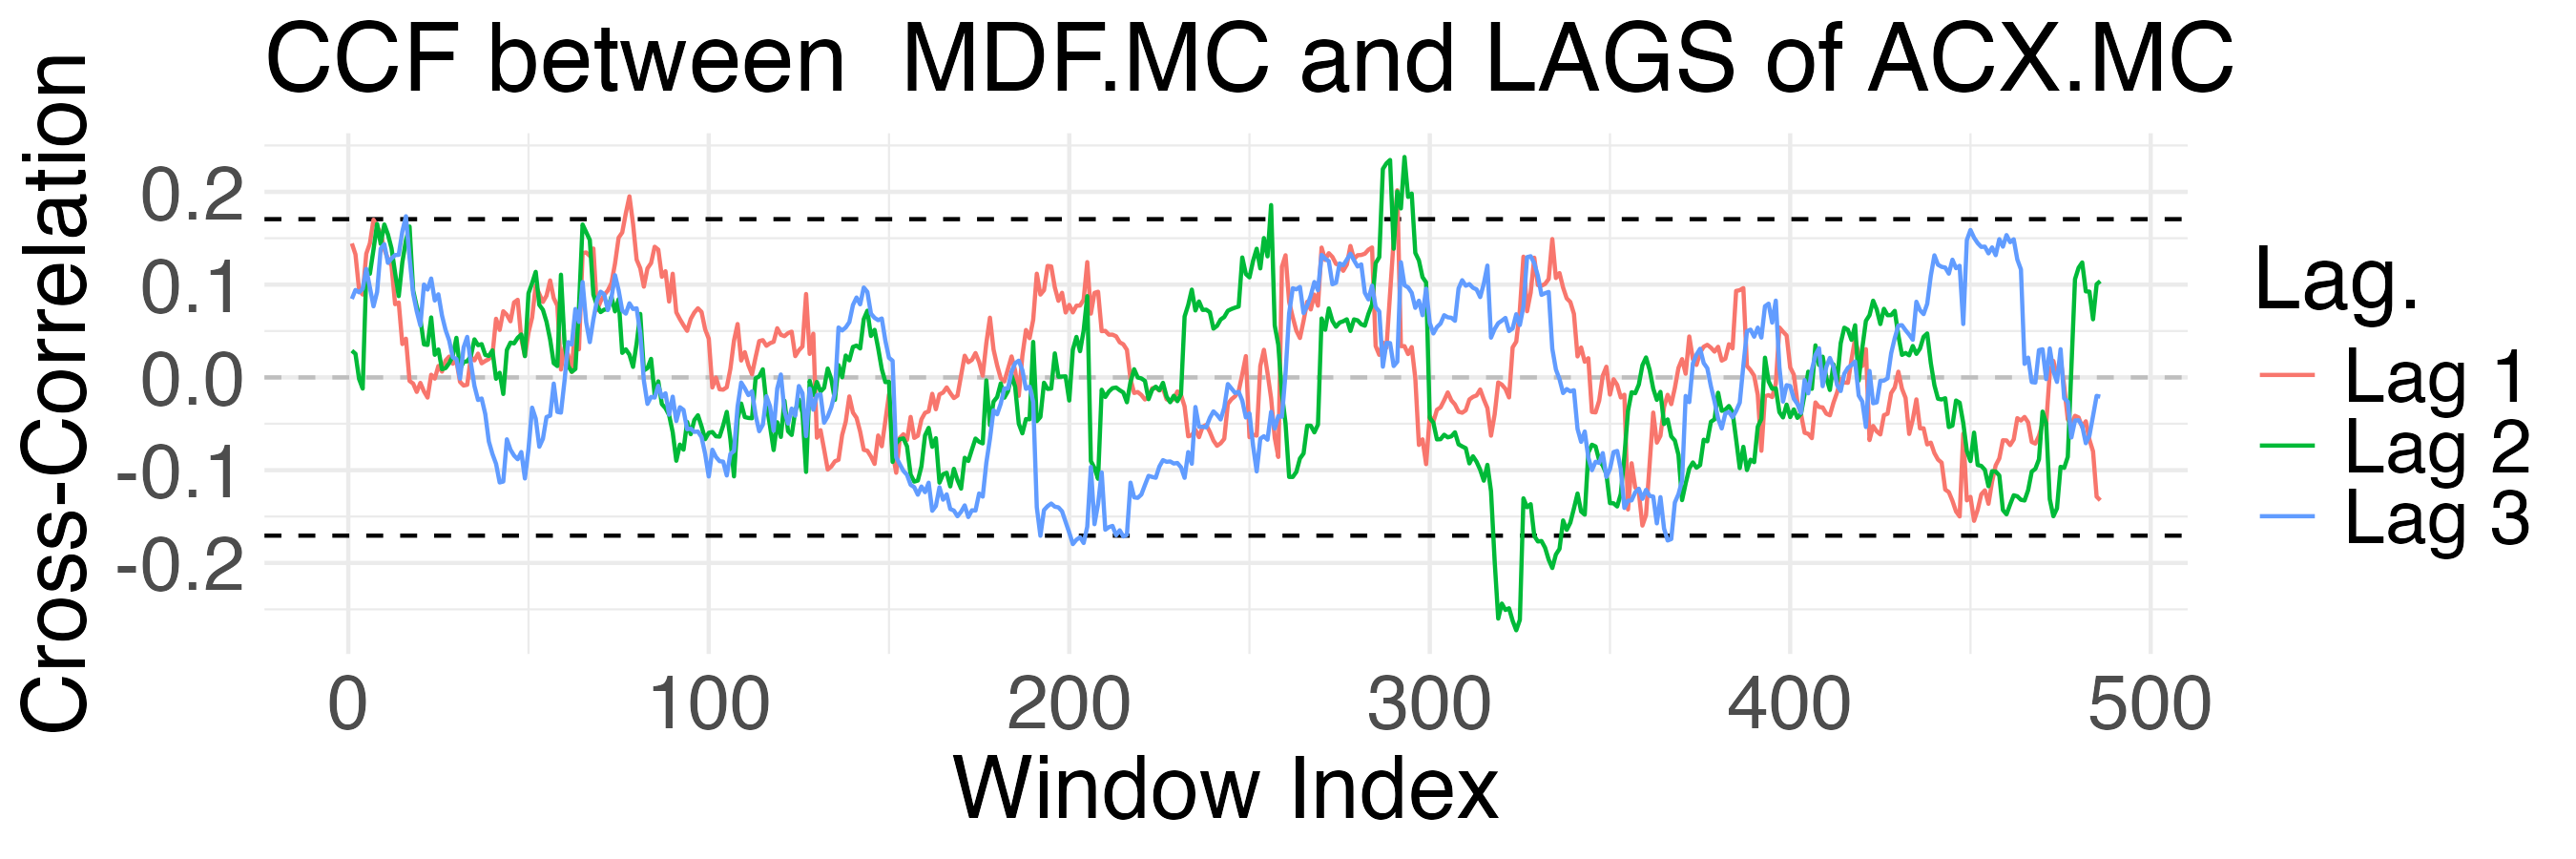 CCF between  MDF.MC and LAGS of ACX.MC
Cross-Correlation
0.2
0.1
0.0
-0.1
-0.2
0 100 200 300 400 500
Window Index
Lag.
Lag 1
Lag 2
Lag 3